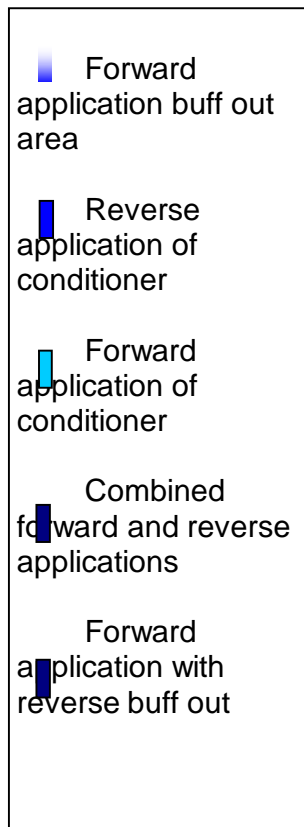 Forward
application buff out
area
Reverse
application of
conditioner
Forward
application of
conditioner
Combined
forward and reverse
applications
Forward
application with
reverse buff out